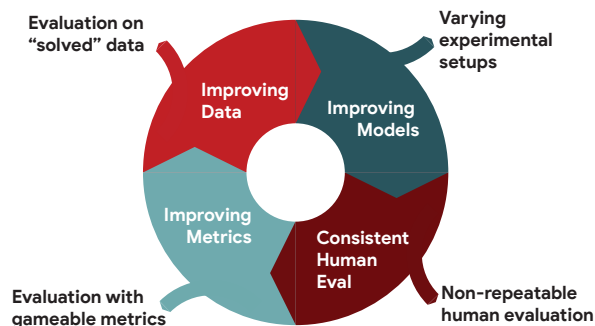 Evaluation on
“solved” data
Varying
experimental
setups
Improving
Data
Improving
Models
Improving
Metrics
Consistent
Human
Eval
Evaluation with
gameable metrics
Non-repeatable
human evaluation